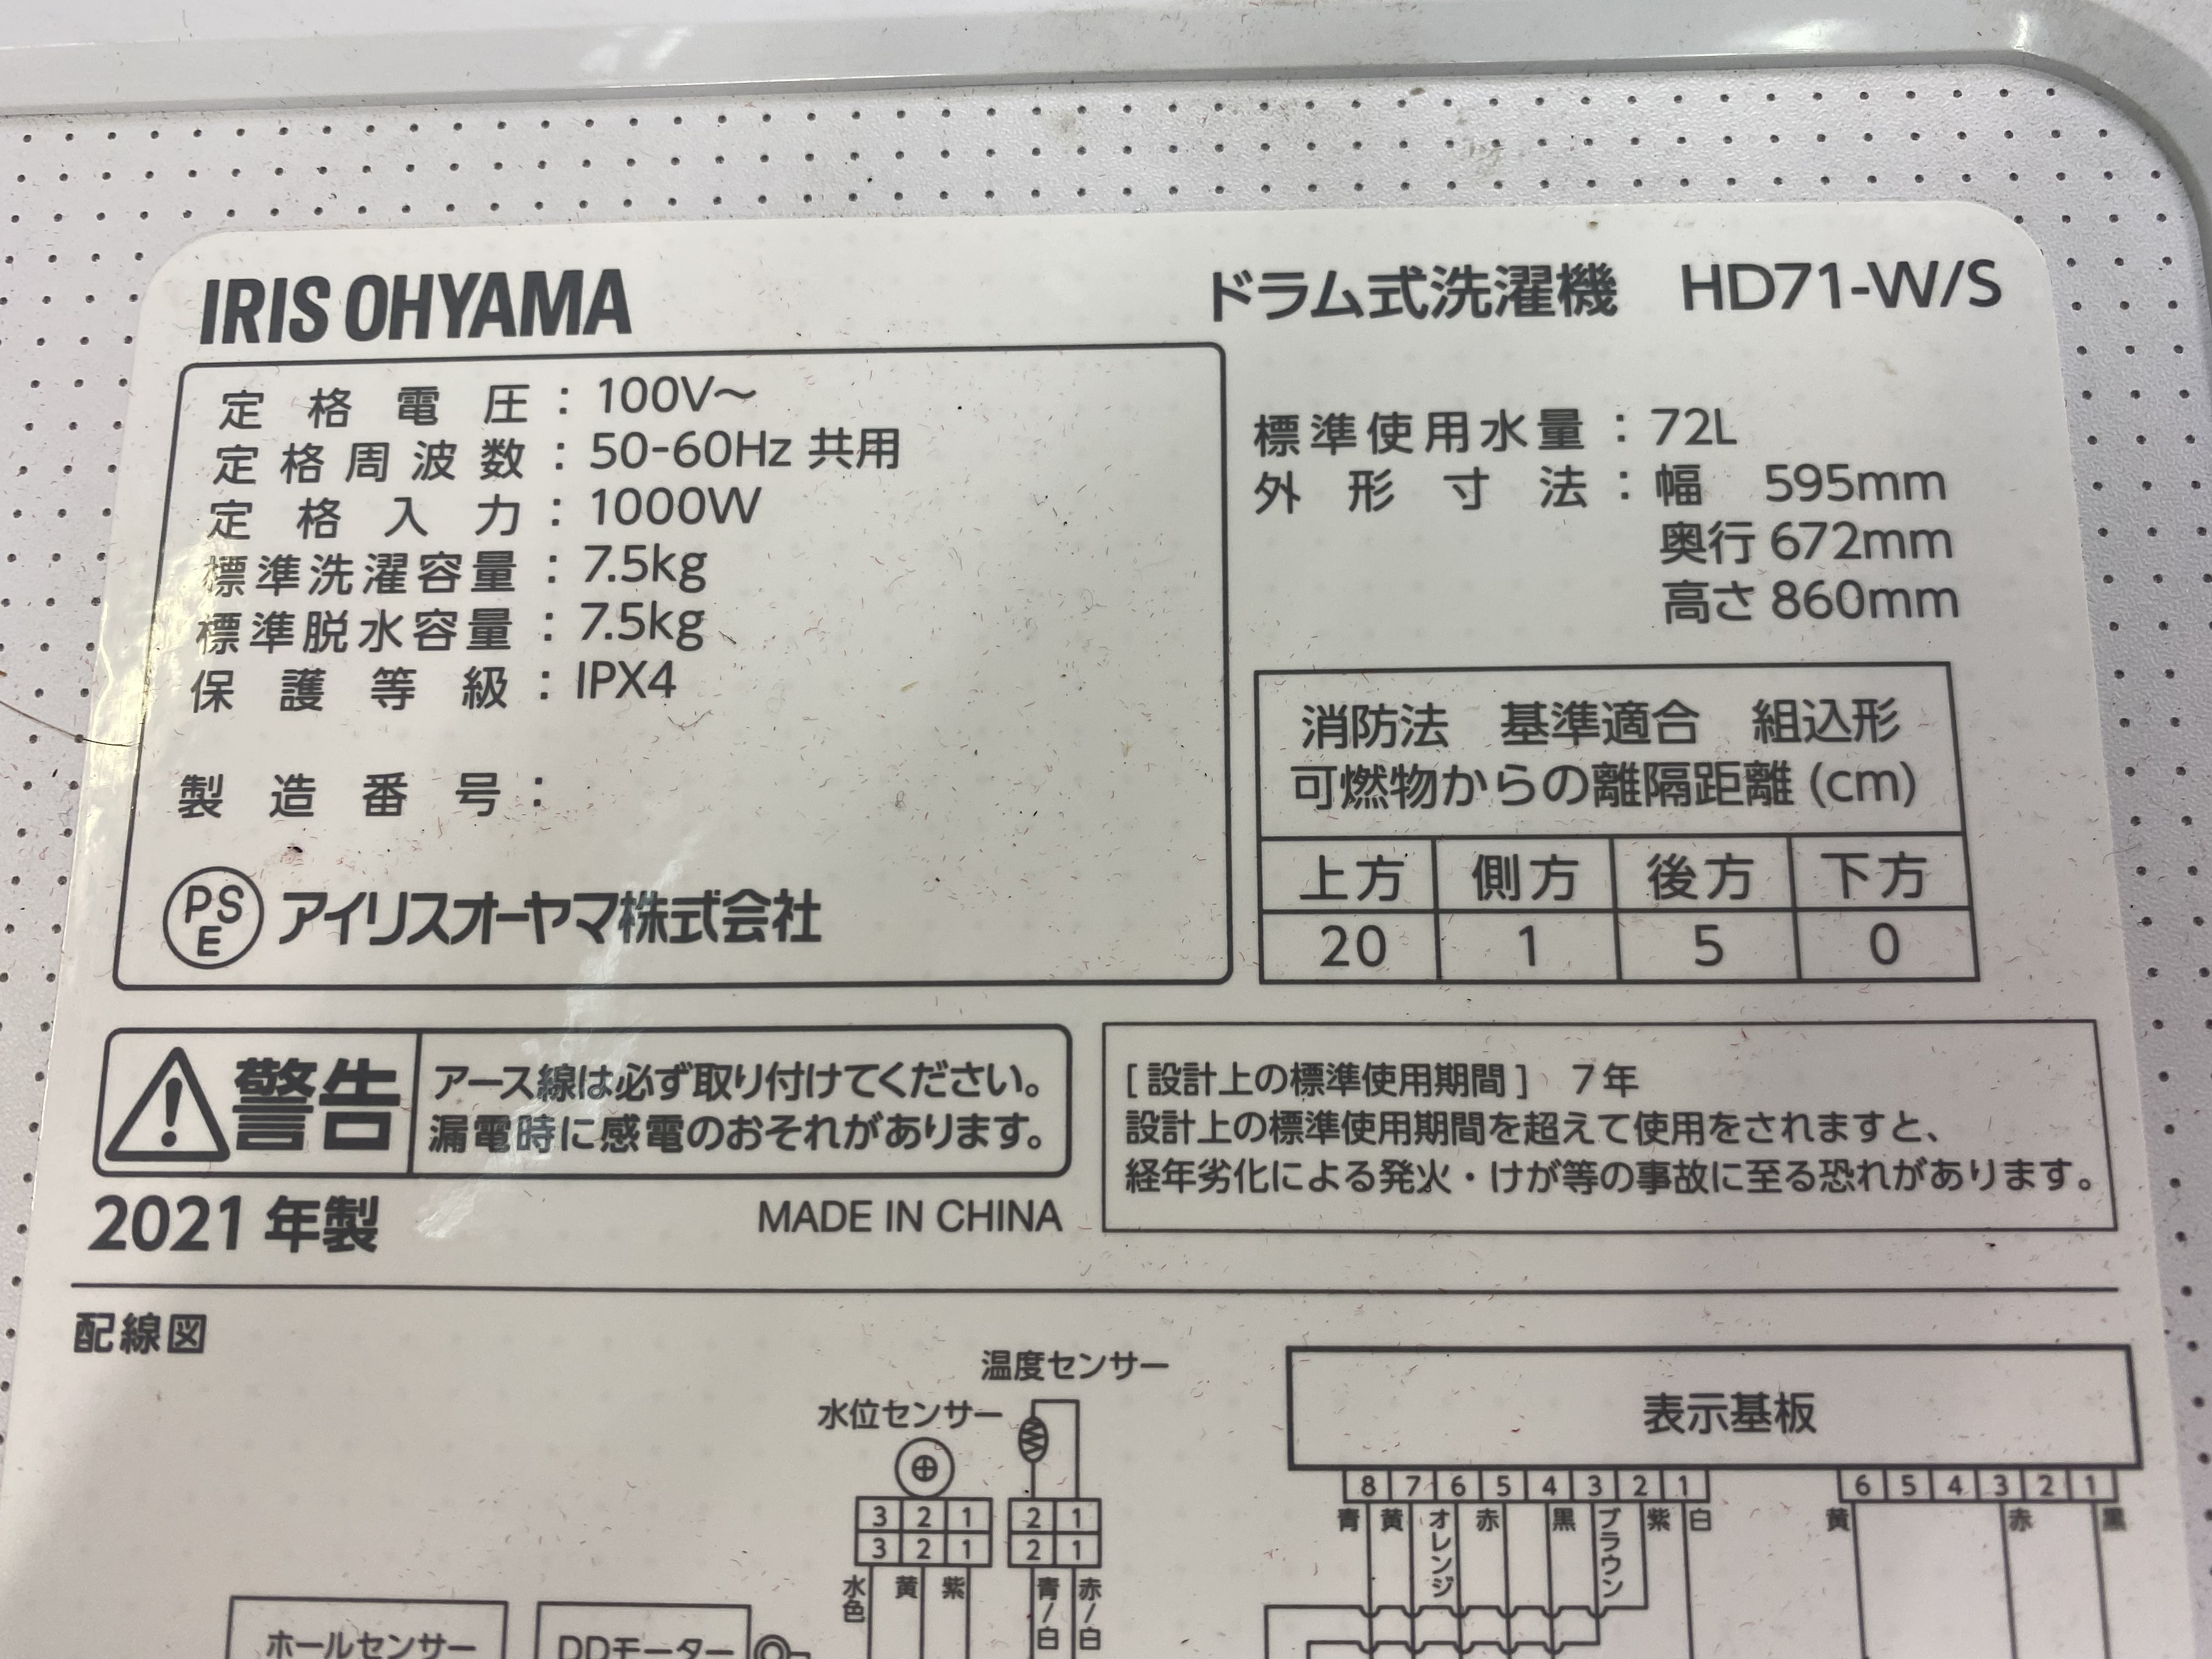 IRIS OHYAMA
ドラム式洗濯機 HD71-W/S
定格電圧：100V～
定格周波数：50-60Hz 共用
定格入力：1000W
標準洗濯容量：7.5kg
標準脱水容量：7.5kg
保護等級：IPX4
製造番号：
PS
E
アイリスオーヤマ株式会社
標準使用水量：72L
外形寸法：幅 595mm
奥行 672mm
高さ 860mm
消防法 基準適合 組込形
可燃物からの離隔距離 (cm)
上方 側方 後方 下方
20 1 5 0
警告
アース線は必ず取り付けてください。
漏電時に感電のおそれがあります。
2021 年製
MADE IN CHINA
[ 設計上の標準使用期間 ] 7 年
設計上の標準使用期間を超えて使用をされますと、
経年劣化による発火・けが等の事故に至る恐れがあります。
配線図
温度センサー
水位センサー
表示基板
8 7 6 5 4 3 2 1
6 5 4 3 2 1
青 黄 オレンジ 赤 黒 ブラウン 紫 白
黄 赤 黒
3 2 1
3 2 1
2 1
2 1
水色 黄 紫
青/白 赤/白
ホールセンサー
DDモーター